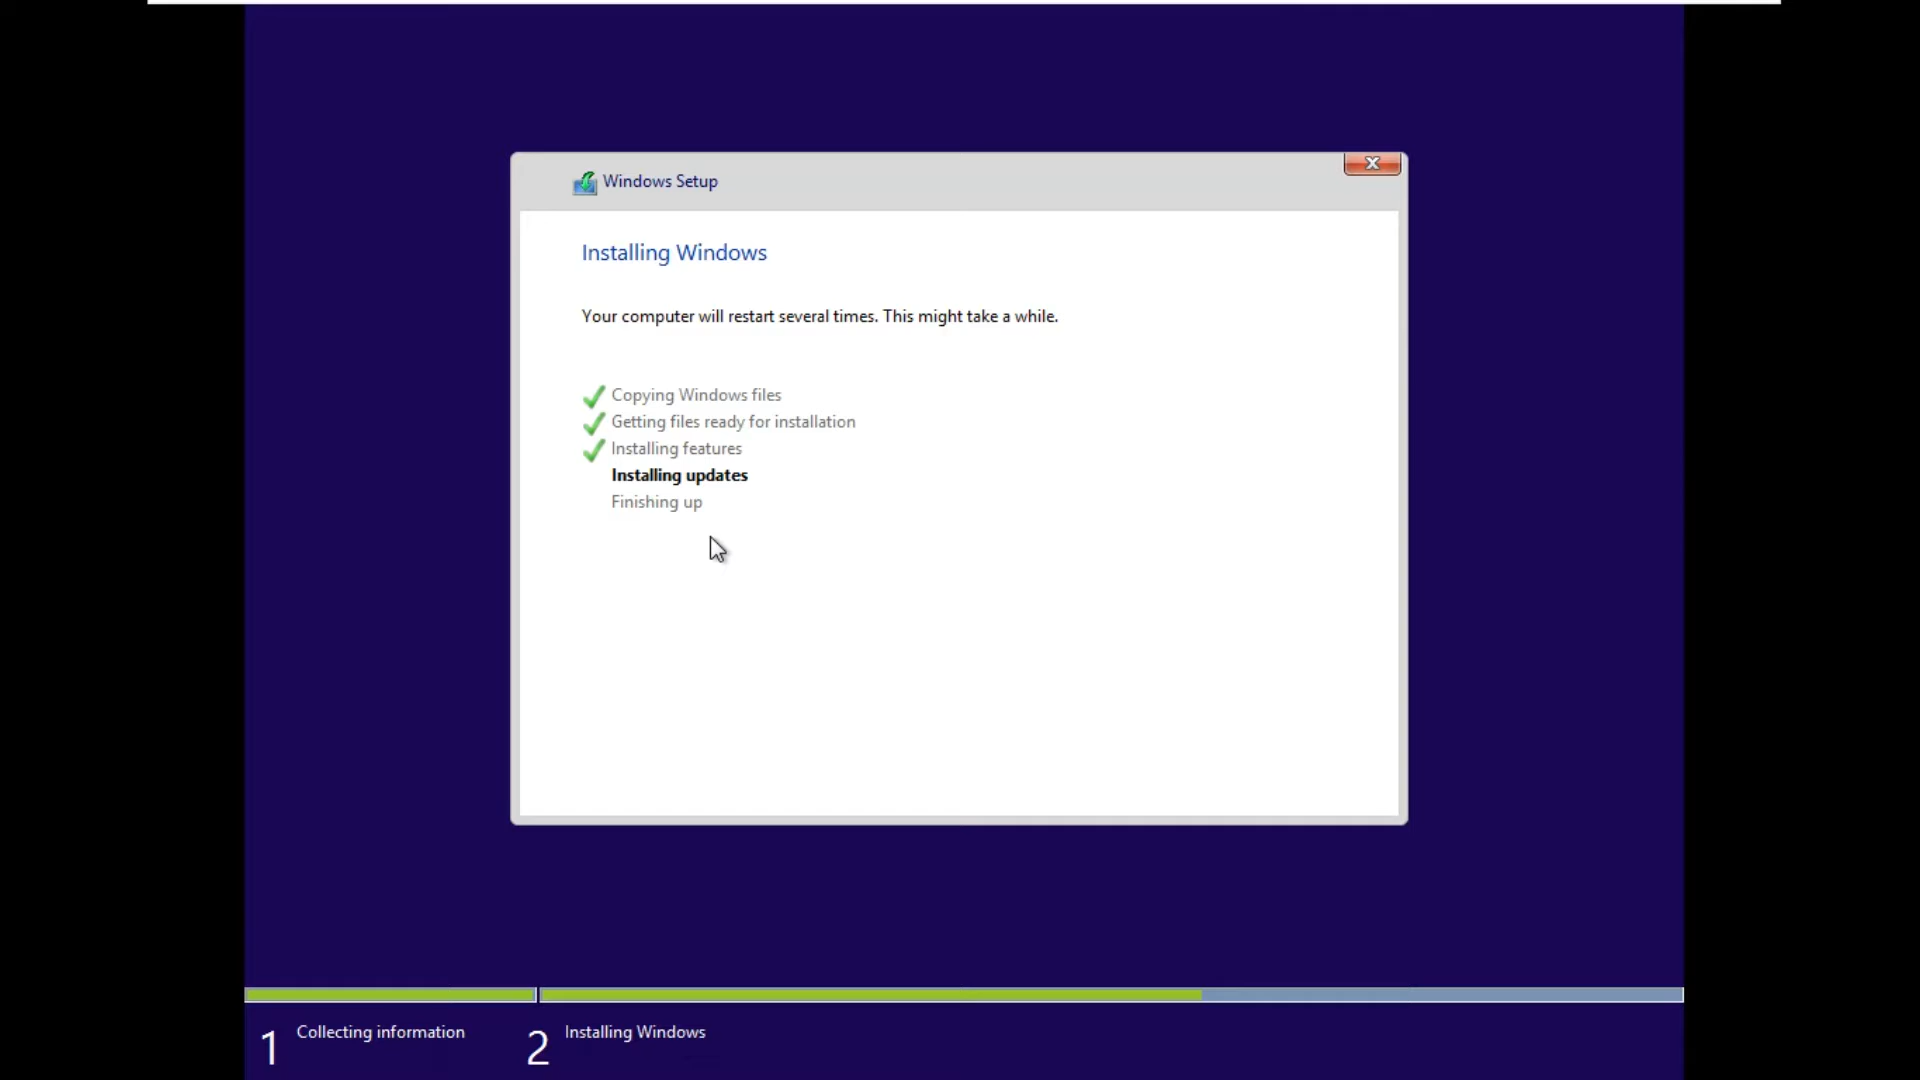 Windows Setup
Installing Windows
Your computer will restart several times. This might take a while.
Copying Windows files
Getting files ready for installation
Installing features
Installing updates
Finishing up
1 Collecting information
2 Installing Windows